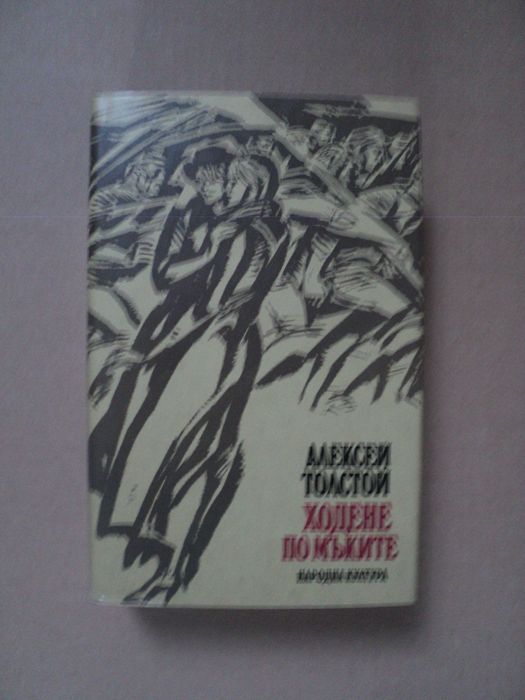 АЛЕКСЕЙ
ТОЛСТОЙ
ХОДЕНЕ
ПО МЪКИТЕ
НАРОДНА КУЛТУРА